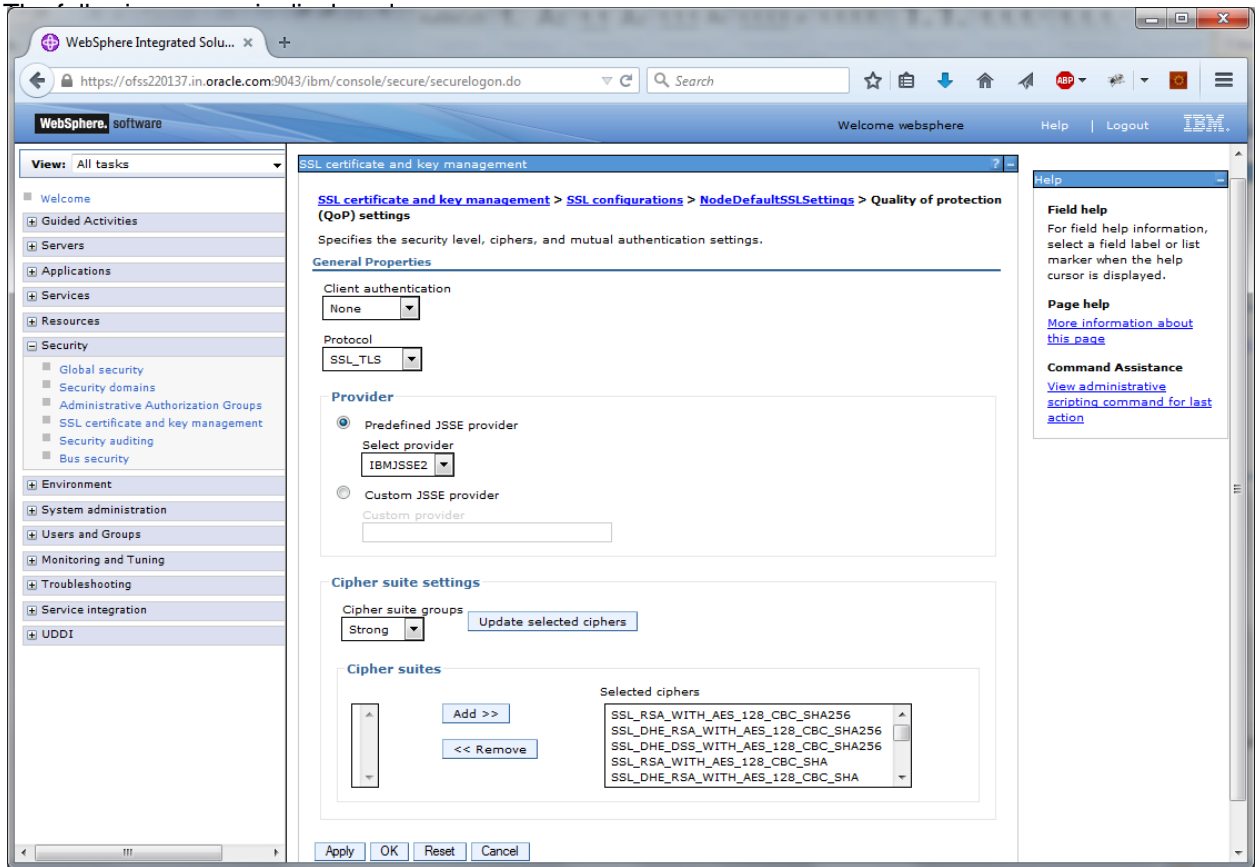 WebSphere Integrated Solu...
https://ofss220137.in.oracle.com:9043/ibm/console/secure/securelogon.do
Search
ABP
WebSphere. software
Welcome websphere
Help | Logout
IBM.
View: All tasks
Welcome
Guided Activities
Servers
Applications
Services
Resources
Security
Global security
Security domains
Administrative Authorization Groups
SSL certificate and key management
Security auditing
Bus security
Environment
System administration
Users and Groups
Monitoring and Tuning
Troubleshooting
Service integration
UDDI
SSL certificate and key management
SSL certificate and key management > SSL configurations > NodeDefaultSSLSettings > Quality of protection
(QoP) settings
Specifies the security level, ciphers, and mutual authentication settings.
General Properties
Client authentication
None
Protocol
SSL_TLS
Provider
Predefined JSSE provider
Select provider
IBMJSSE2
Custom JSSE provider
Custom provider
Cipher suite settings
Cipher suite groups
Strong
Update selected ciphers
Cipher suites
Add >>
<< Remove
Selected ciphers
SSL_RSA_WITH_AES_128_CBC_SHA256
SSL_DHE_RSA_WITH_AES_128_CBC_SHA256
SSL_DHE_DSS_WITH_AES_128_CBC_SHA256
SSL_RSA_WITH_AES_128_CBC_SHA
SSL_DHE_RSA_WITH_AES_128_CBC_SHA
Apply
OK
Reset
Cancel
Help
Field help
For field help information,
select a field label or list
marker when the help
cursor is displayed.
Page help
More information about
this page
Command Assistance
View administrative
scripting command for last
action